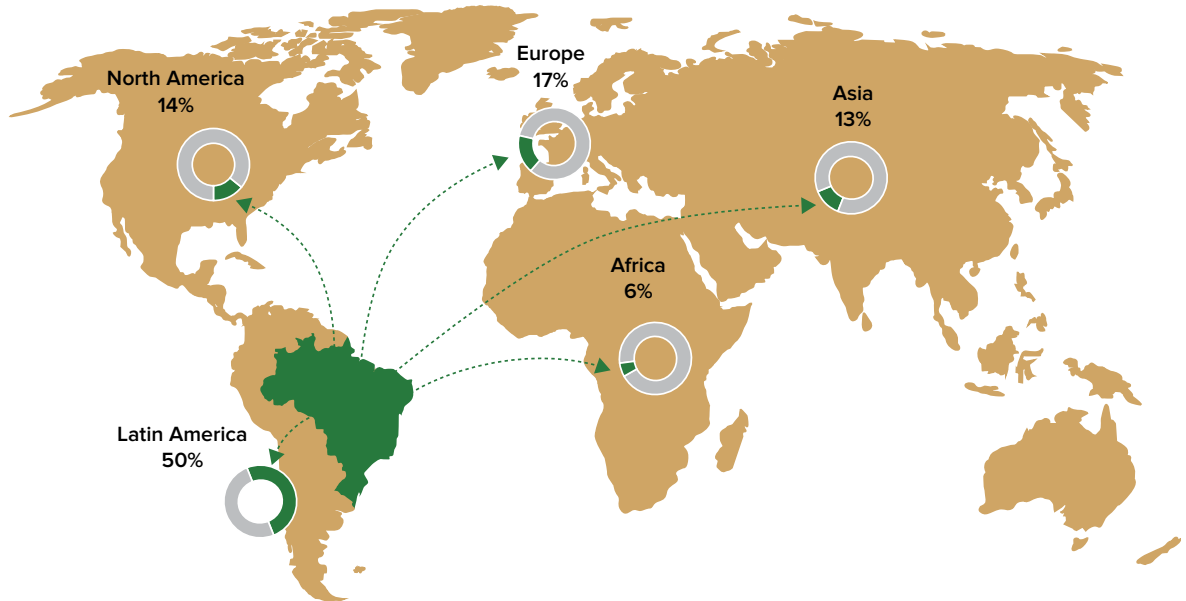 North America
14%
Europe
17%
Asia
13%
Africa
6%
Latin America
50%